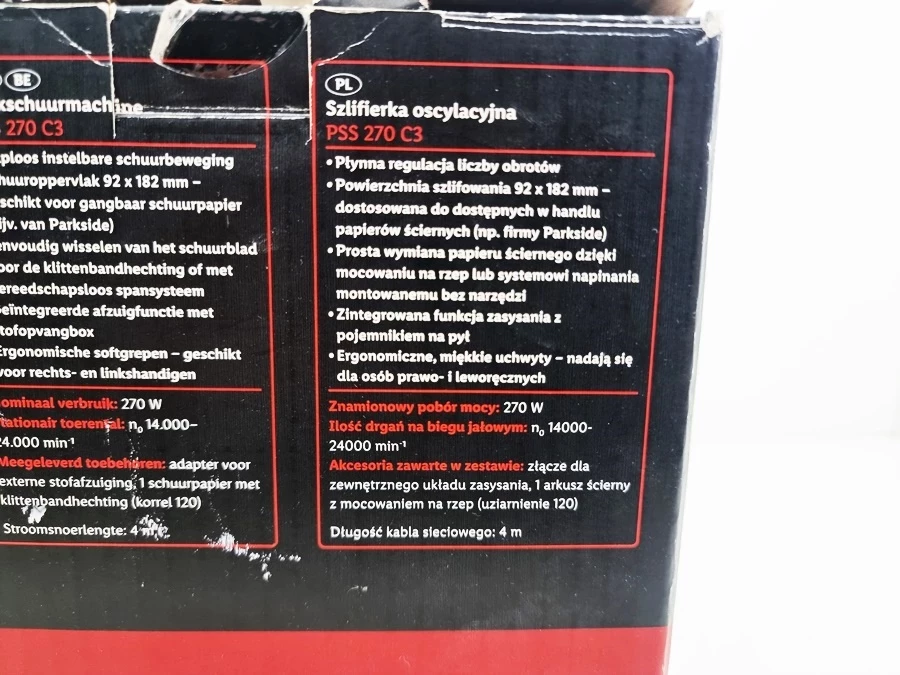 BE
kschuurmachine
270 C3
ploos instelbare schuurbeweging
huuroppervlak 92 x 182 mm –
schikt voor gangbaar schuurpapier
ijv. van Parkside)
envoudig wisselen van het schuurblad
oor de klittenbandhechting of met
ereedschapsloos spansysteem
eïntegreerde afzuigfunctie met
tofopvangbox
Ergonomische softgrepen – geschikt
voor rechts- en linkshandigen
ominaal verbruik: 270 W
tationair toerental: n₀ 14.000–
24.000 min⁻¹
Meegeleverd toebehoren: adapter voor
externe stofafzuiging, 1 schuurpapier met
klittenbandhechting (korrel 120)
Stroomsnoerlengte: 4 m
PL
Szlifierka oscylacyjna
PSS 270 C3
• Płynna regulacja liczby obrotów
• Powierzchnia szlifowania 92 x 182 mm –
dostosowana do dostępnych w handlu
papierów ściernych (np. firmy Parkside)
• Prosta wymiana papieru ściernego dzięki
mocowaniu na rzep lub systemowi napinania
montowanemu bez narzędzi
• Zintegrowana funkcja zasysania z
pojemnikiem na pył
• Ergonomiczne, miękkie uchwyty – nadają się
dla osób prawo- i leworęcznych
Znamionowy pobór mocy: 270 W
Ilość drgań na biegu jałowym: n₀ 14000-
24000 min⁻¹
Akcesoria zawarte w zestawie: złącze dla
zewnętrznego układu zasysania, 1 arkusz ścierny
z mocowaniem na rzep (uziarnienie 120)
Długość kabla sieciowego: 4 m